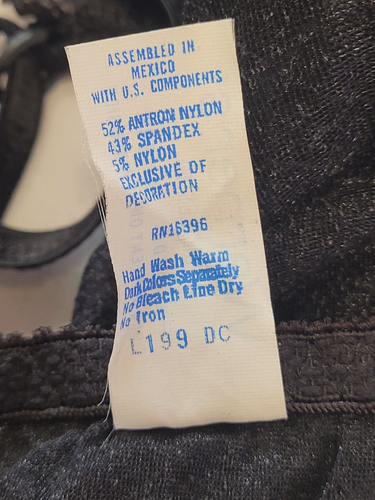 ASSEMBLED IN
MEXICO
WITH U.S. COMPONENTS
52% ANTRON NYLON
43% SPANDEX
5% NYLON
EXCLUSIVE OF
DECORATION
RN16396
Hand Wash Warm
Dark Colors Separately
No Bleach Line Dry
No Iron
L199 DC